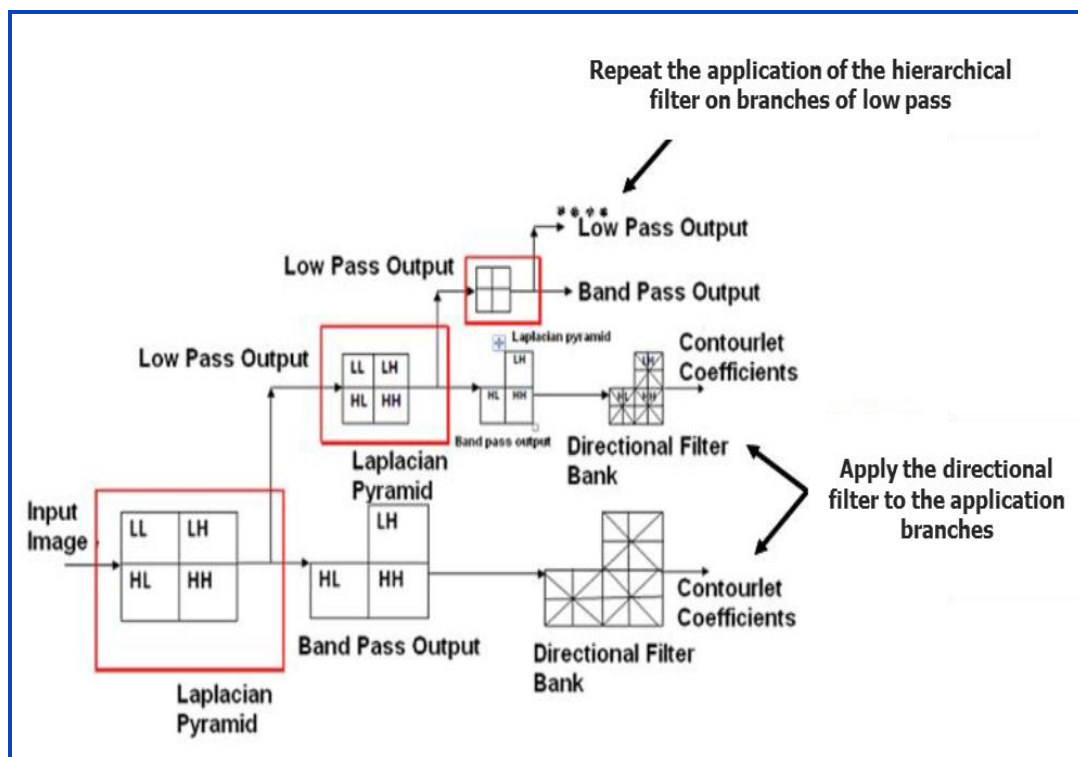 Repeat the application of the hierarchical
filter on branches of low pass
Low Pass Output
Low Pass Output
Band Pass Output
Laplacian pyramid
Low Pass Output
LL LH
HL HH
LH
HL HH
LH
HL HH
Contourlet
Coefficients
Band pass output
Laplacian
Pyramid
Directional Filter
Bank
Apply the directional
filter to the application
branches
Input
Image
LL LH
HL HH
LH
HL HH
Contourlet
Coefficients
Band Pass Output
Directional Filter
Bank
Laplacian
Pyramid